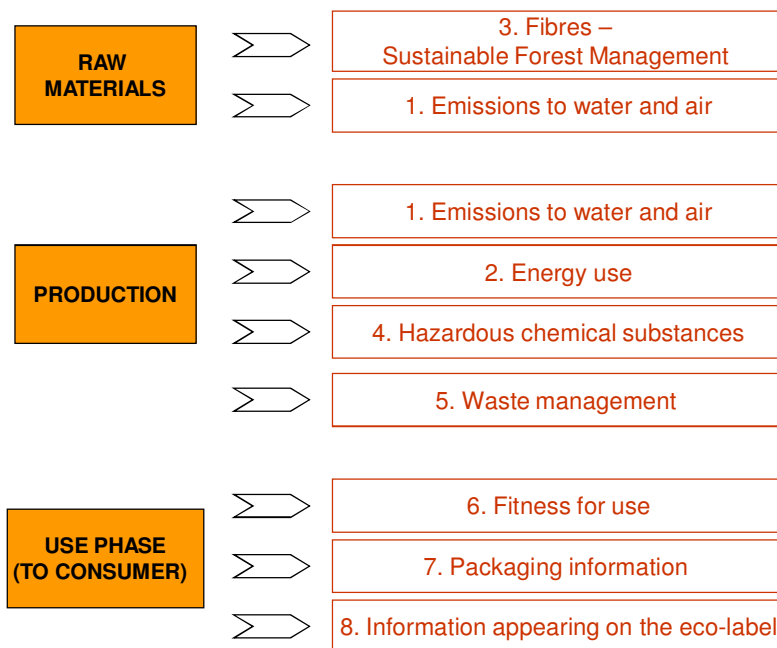 RAW
MATERIALS
3. Fibres –
Sustainable Forest Management
1. Emissions to water and air
PRODUCTION
1. Emissions to water and air
2. Energy use
4. Hazardous chemical substances
5. Waste management
USE PHASE
(TO CONSUMER)
6. Fitness for use
7. Packaging information
8. Information appearing on the eco-label